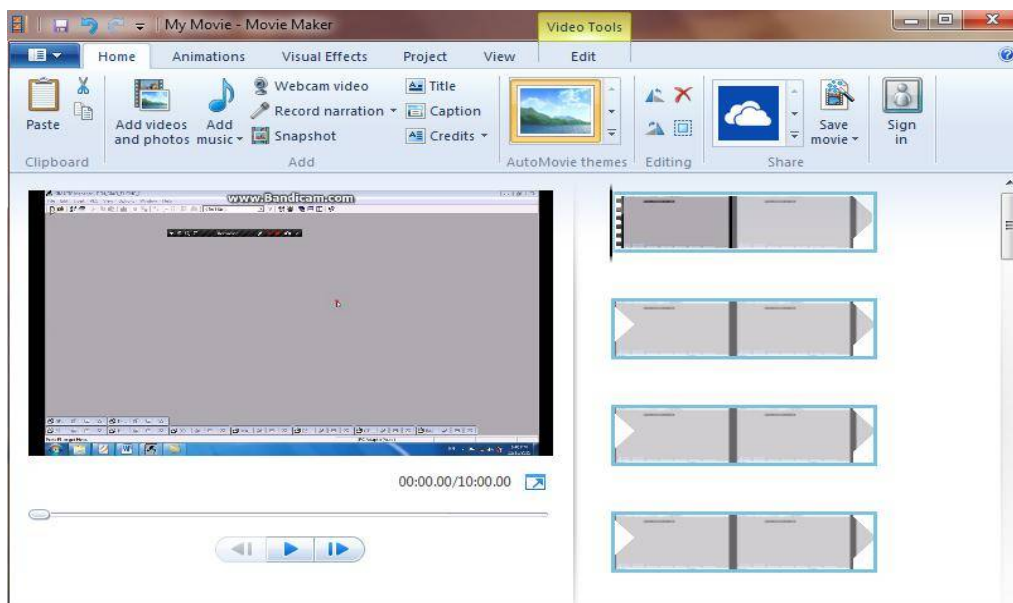 My Movie - Movie Maker
Video Tools
Home Animations Visual Effects Project View Edit
Paste
Clipboard
Add videos and photos
Add music
Webcam video
Record narration
Snapshot
Title
Caption
Credits
Add
AutoMovie themes
Editing
Share
Save movie
Sign in
www.Bandicam.com
00:00.00/10:00.00